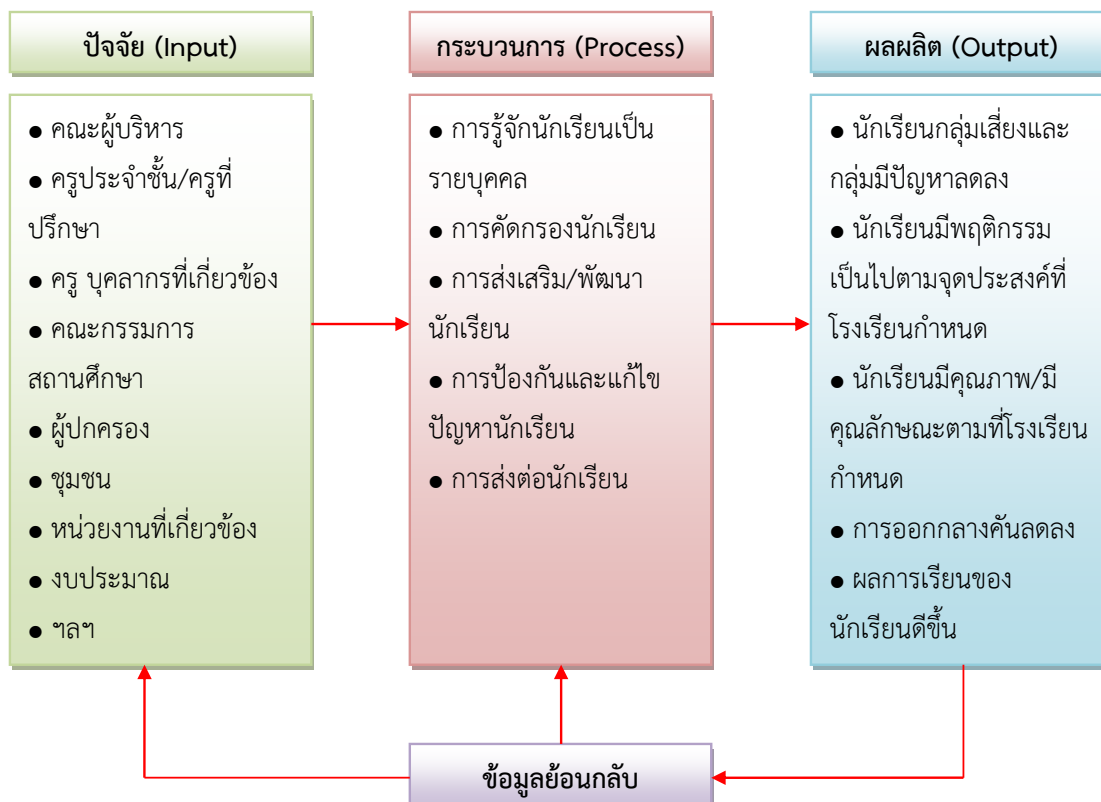 ปัจจัย (Input)
● คณะผู้บริหาร
● ครูประจำชั้น/ครูที่
ปรึกษา
● ครู บุคลากรที่เกี่ยวข้อง
● คณะกรรมการ
สถานศึกษา
● ผู้ปกครอง
● ชุมชน
● หน่วยงานที่เกี่ยวข้อง
● งบประมาณ
● ฯลฯ
กระบวนการ (Process)
● การรู้จักนักเรียนเป็น
รายบุคคล
● การคัดกรองนักเรียน
● การส่งเสริม/พัฒนา
นักเรียน
● การป้องกันและแก้ไข
ปัญหานักเรียน
● การส่งต่อนักเรียน
ผลผลิต (Output)
● นักเรียนกลุ่มเสี่ยงและ
กลุ่มมีปัญหาลดลง
● นักเรียนมีพฤติกรรม
เป็นไปตามจุดประสงค์ที่
โรงเรียนกำหนด
● นักเรียนมีคุณภาพ/มี
คุณลักษณะตามที่โรงเรียน
กำหนด
● การออกกลางคันลดลง
● ผลการเรียนของ
นักเรียนดีขึ้น
ข้อมูลย้อนกลับ